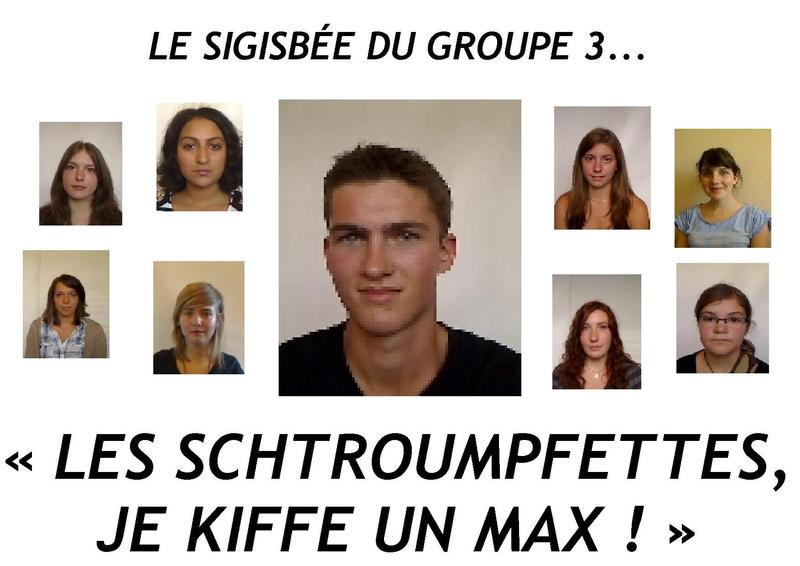 LE SIGISBÉE DU GROUPE 3...
« LES SCHTROUMPFETTES,
JE KIFFE UN MAX ! »